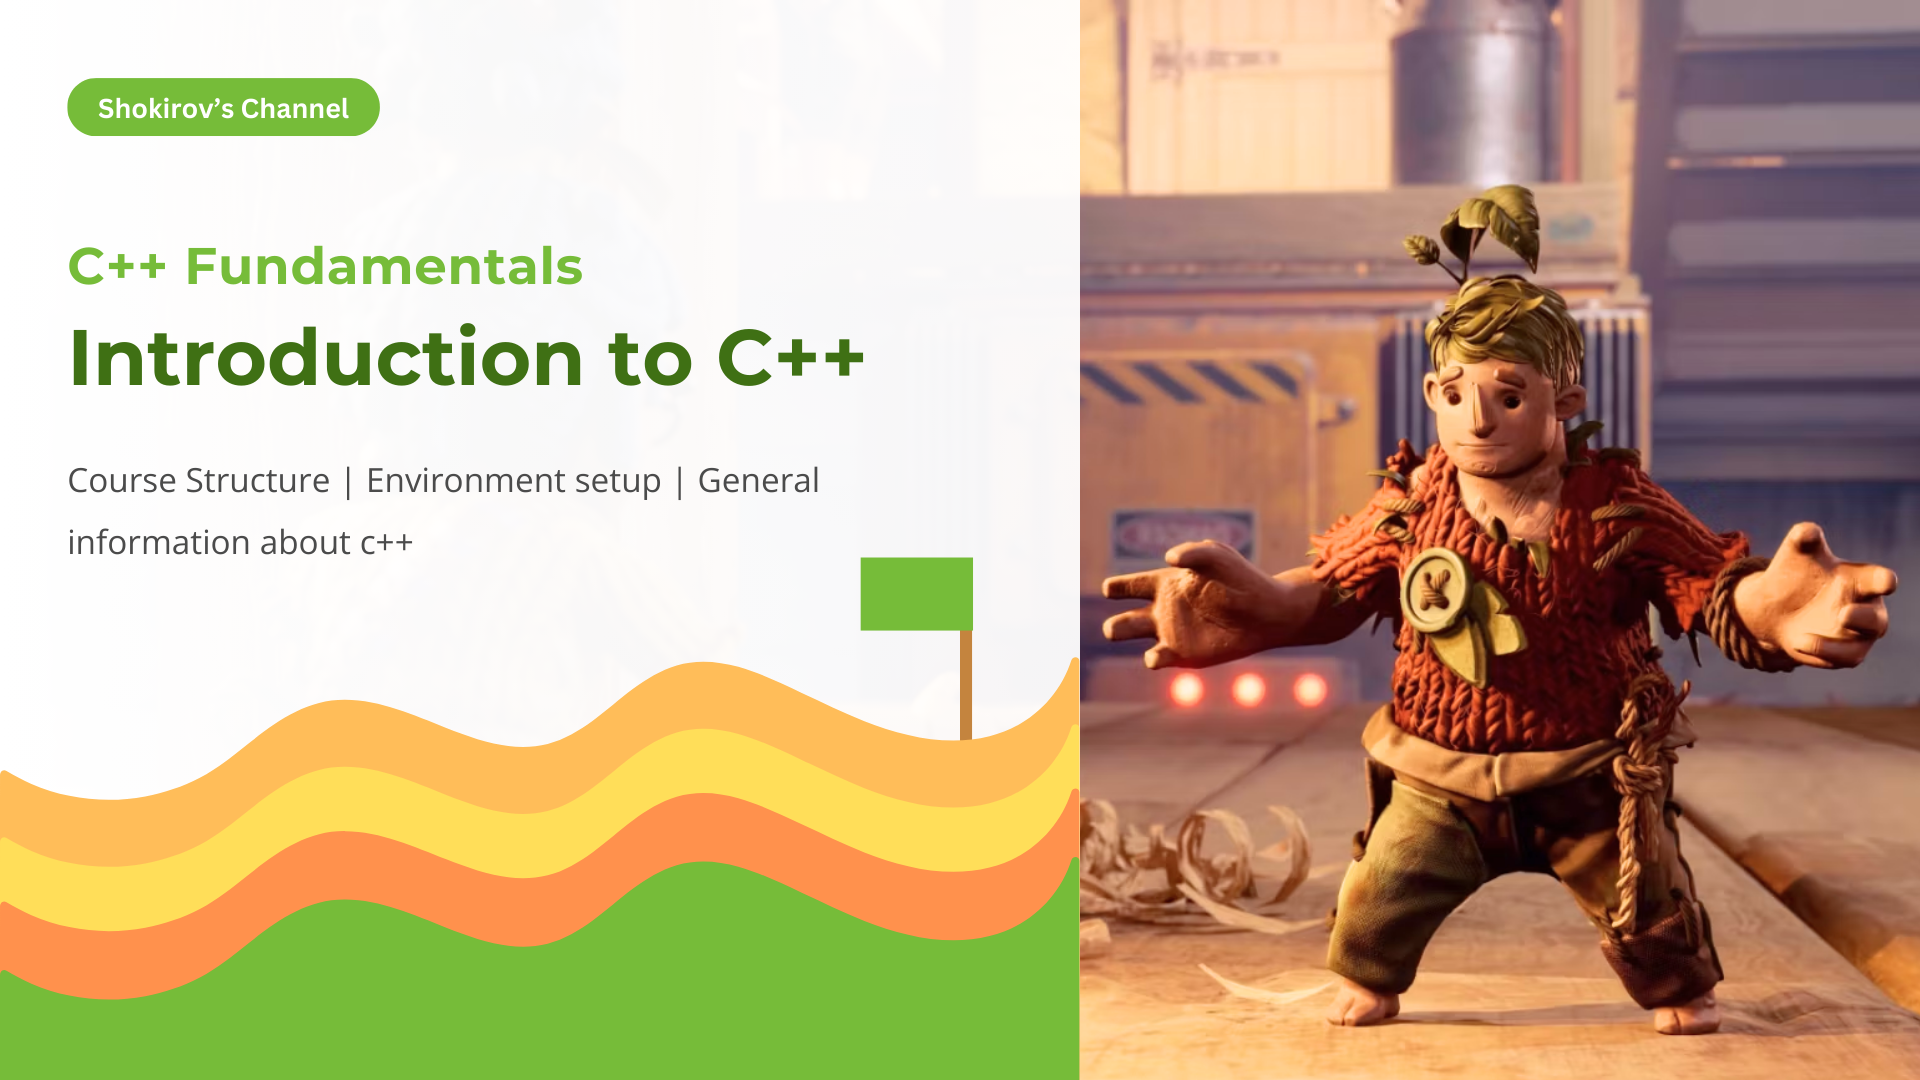 Shokirov’s Channel
C++ Fundamentals
Introduction to C++
Course Structure | Environment setup | General
information about c++